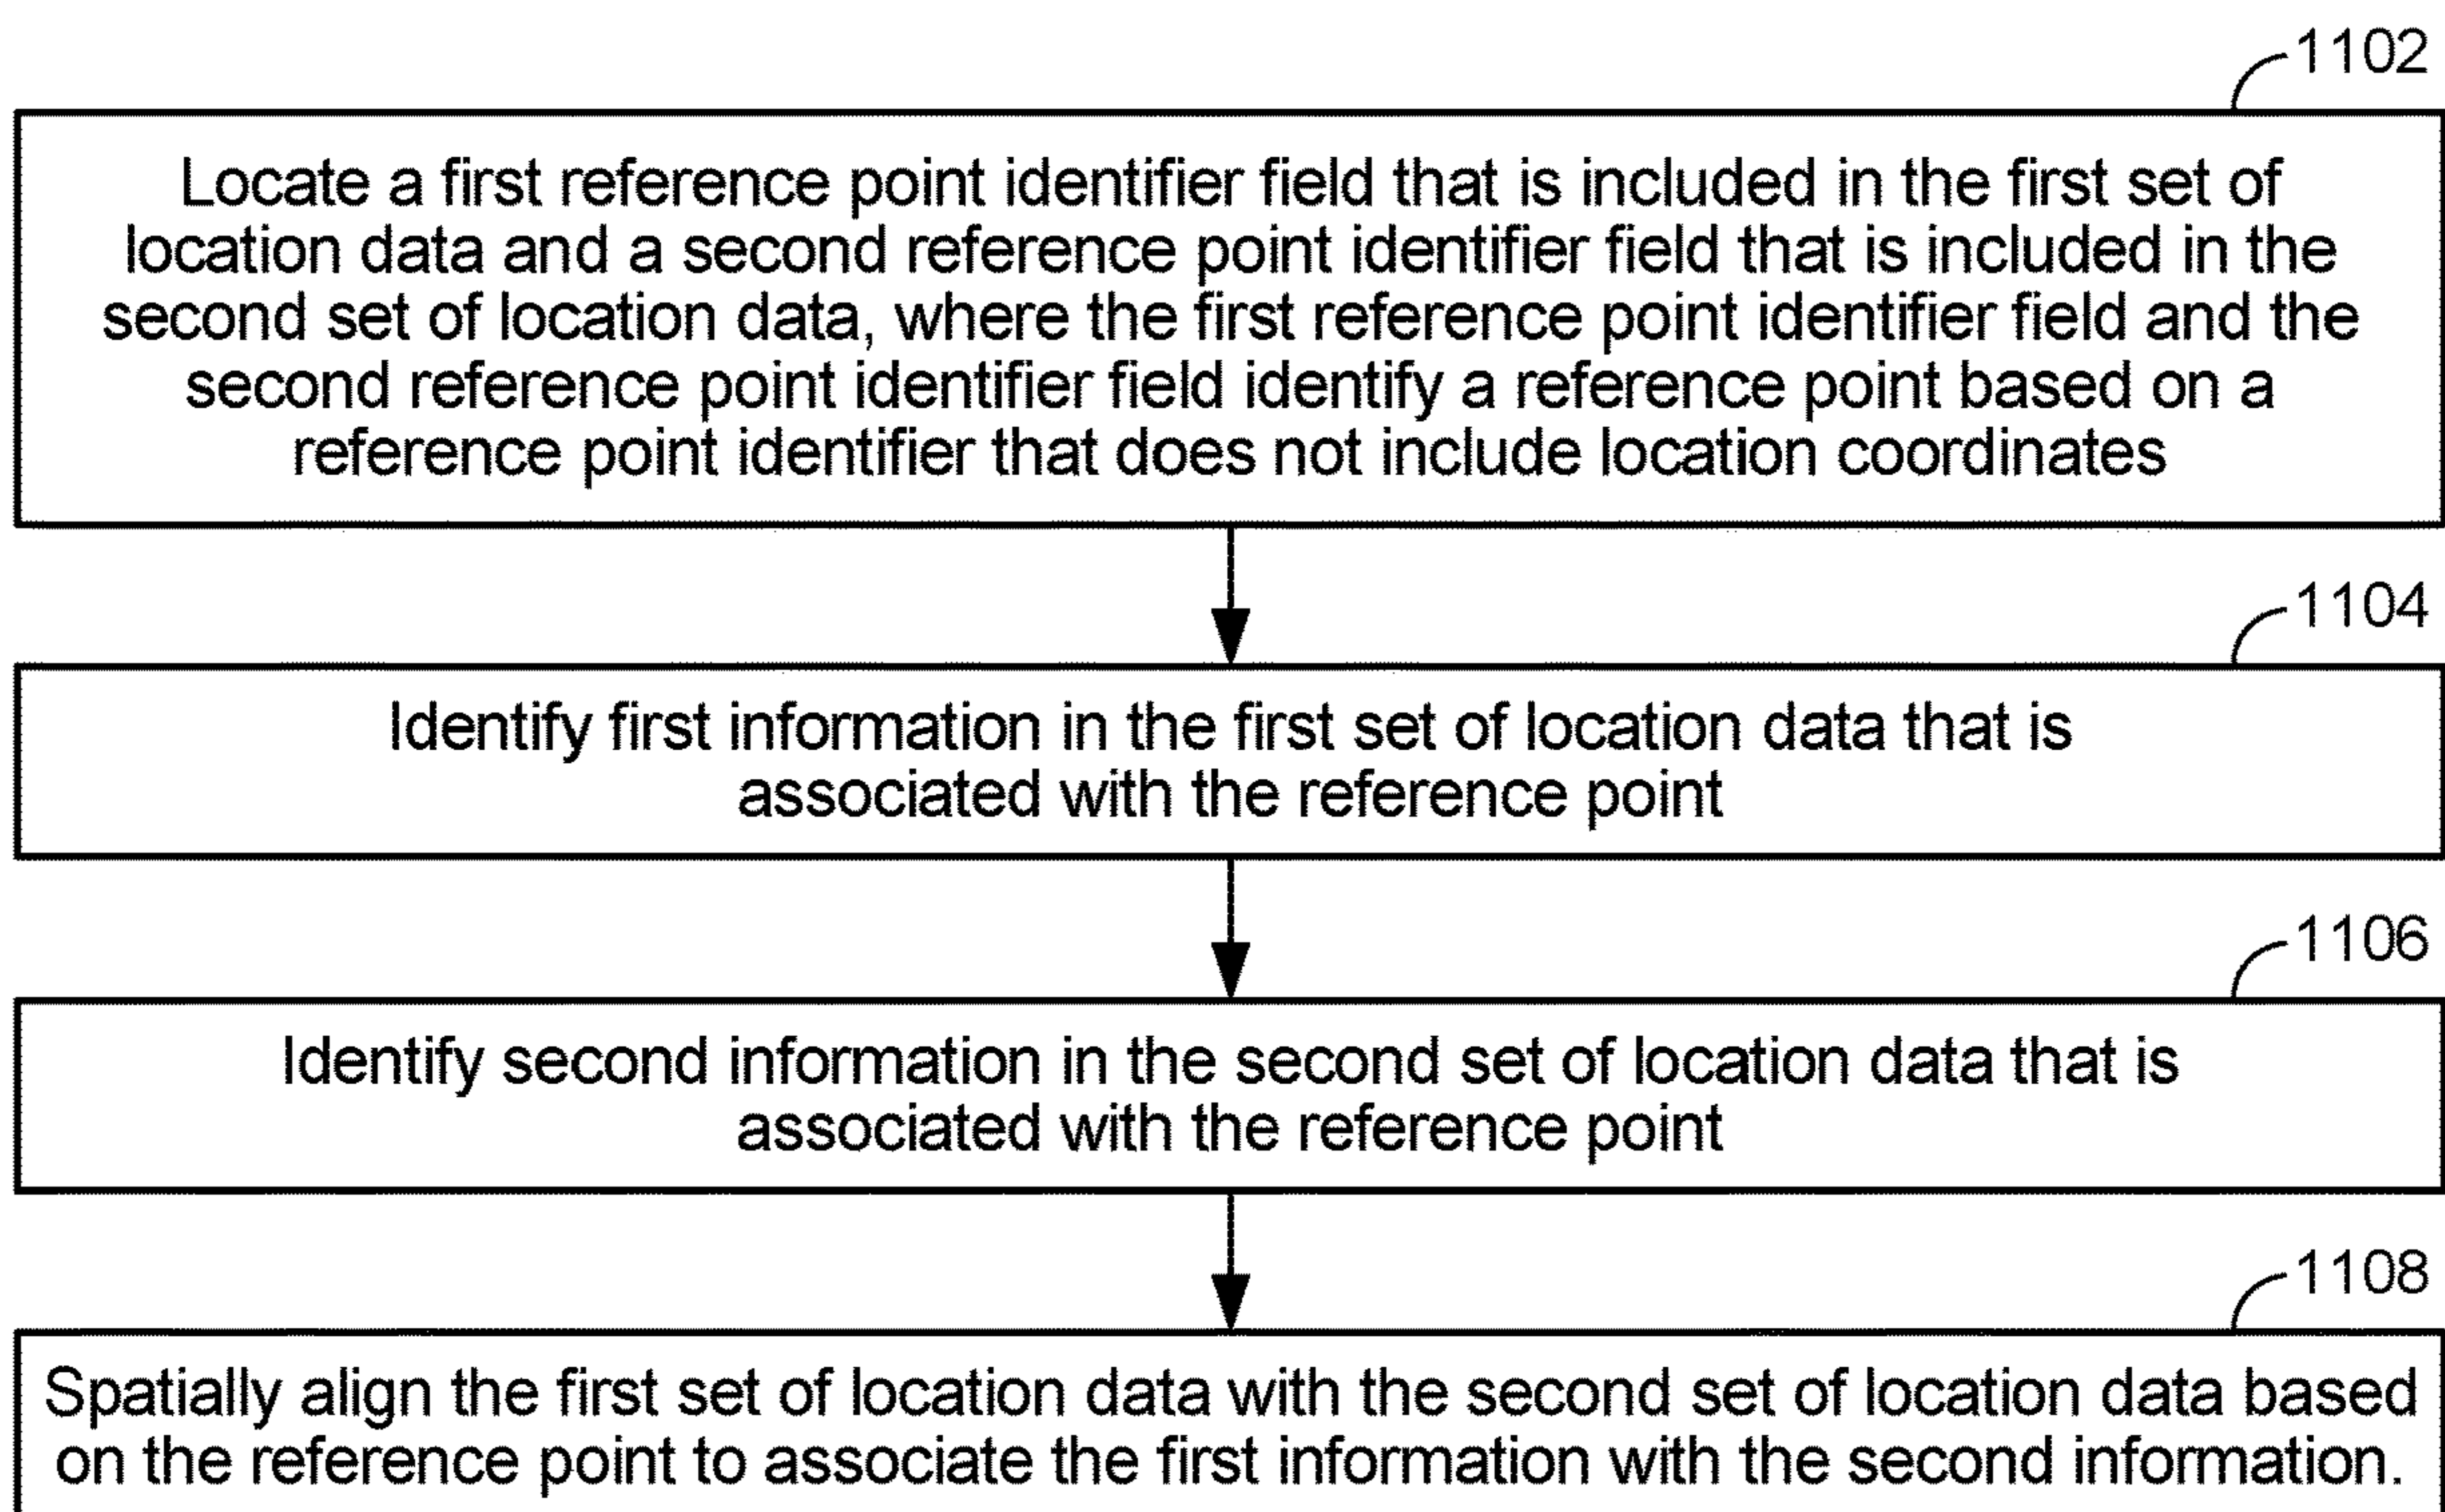 1102
Locate a first reference point identifier field that is included in the first set of
location data and a second reference point identifier field that is included in the
second set of location data, where the first reference point identifier field and the
second reference point identifier field identify a reference point based on a
reference point identifier that does not include location coordinates
1104
Identify first information in the first set of location data that is
associated with the reference point
1106
Identify second information in the second set of location data that is
associated with the reference point
1108
Spatially align the first set of location data with the second set of location data based
on the reference point to associate the first information with the second information.